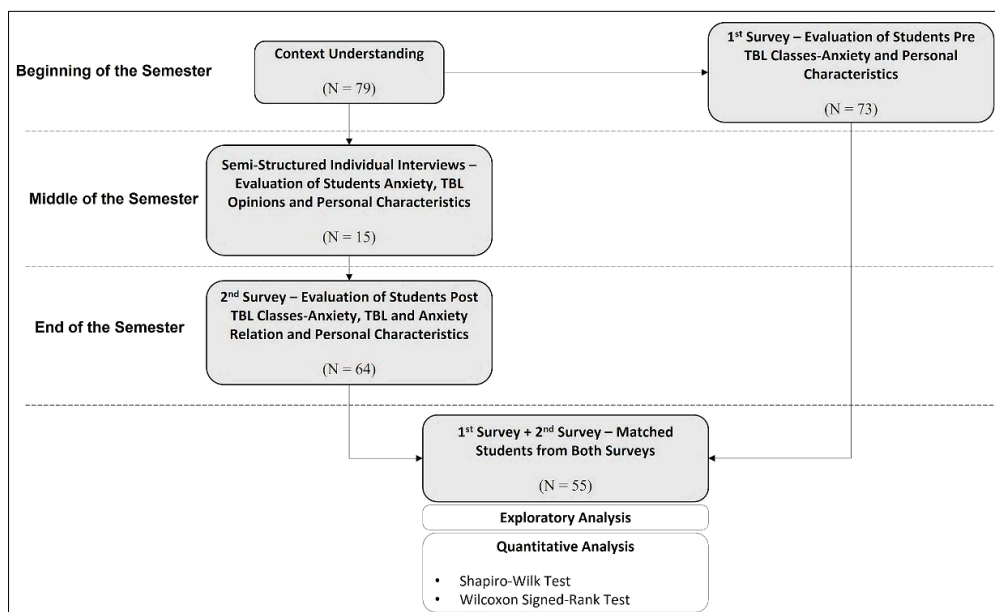 Beginning of the Semester
Context Understanding
(N = 79)
1st Survey – Evaluation of Students Pre
TBL Classes-Anxiety and Personal
Characteristics
(N = 73)
Middle of the Semester
Semi-Structured Individual Interviews –
Evaluation of Students Anxiety, TBL
Opinions and Personal Characteristics
(N = 15)
End of the Semester
2nd Survey – Evaluation of Students Post
TBL Classes-Anxiety, TBL and Anxiety
Relation and Personal Characteristics
(N = 64)
1st Survey + 2nd Survey – Matched
Students from Both Surveys
(N = 55)
Exploratory Analysis
Quantitative Analysis
• Shapiro-Wilk Test
• Wilcoxon Signed-Rank Test